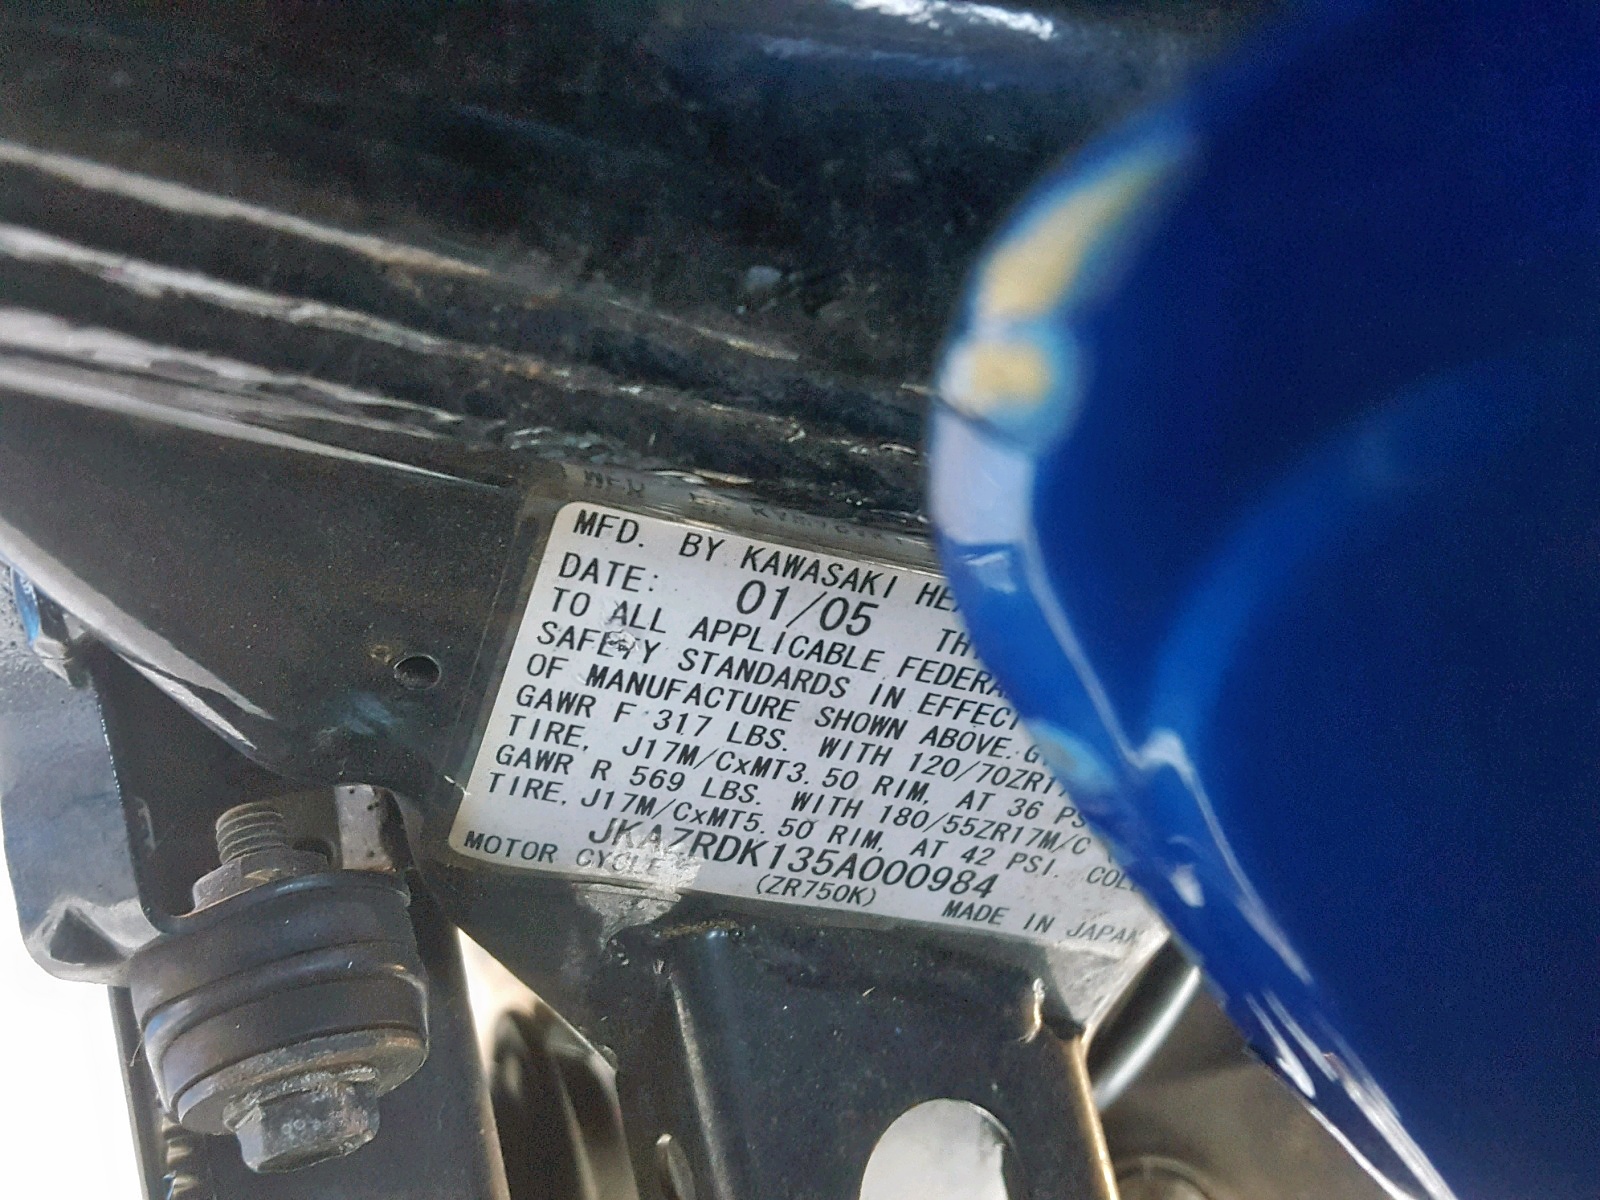 MFD. BY KAWASAKI
DATE: 01/05
TO ALL APPLICABLE
SAFETY STANDARDS IN EFFECT
OF MANUFACTURE SHOWN ABOVE.
GAWR F 317 LBS. WITH 120/70ZR17
TIRE, J17M/CxMT3.50 RIM, AT 36
GAWR R 569 LBS. WITH 180/55ZR17M/C
TIRE, J17M/CxMT5.50 RIM, AT 42 PSI.
JKAZRDK135A000984
MOTOR CYCLE (ZR750K) MADE IN JAPAN